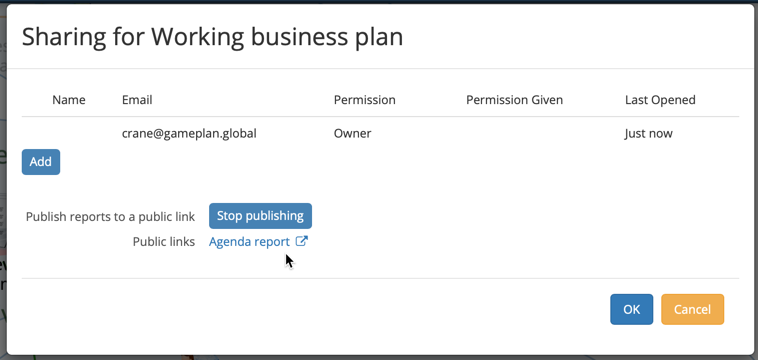 Sharing for Working business plan
Name Email Permission Permission Given Last Opened
crane@gameplan.global Owner Just now
Add
Publish reports to a public link Stop publishing
Public links Agenda report
OK Cancel